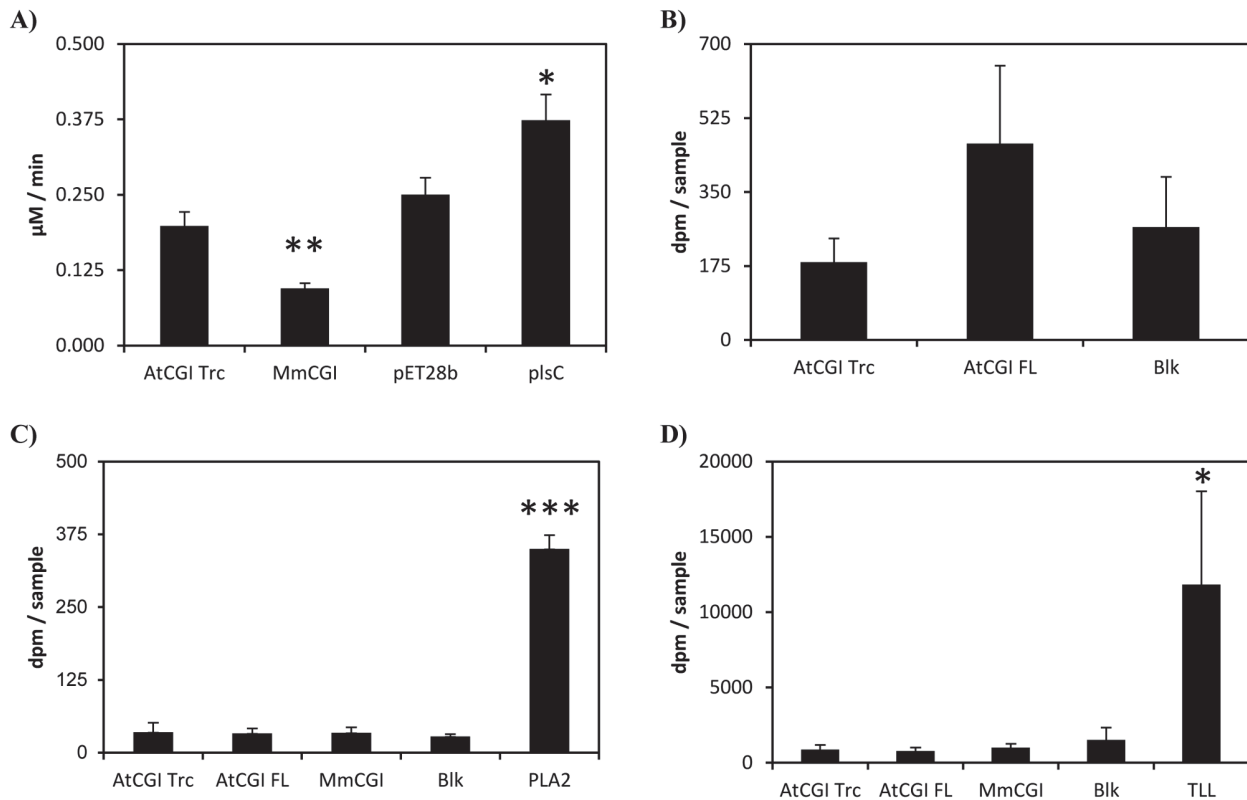 A)
0.500
0.375
0.250
0.125
0.000
µM / min
**
*
AtCGI Trc MmCGI pET28b plsC
B)
700
525
350
175
0
dpm / sample
AtCGI Trc AtCGI FL Blk
C)
500
375
250
125
0
dpm / sample
***
AtCGI Trc AtCGI FL MmCGI Blk PLA2
D)
20000
15000
10000
5000
0
dpm / sample
*
AtCGI Trc AtCGI FL MmCGI Blk TLL